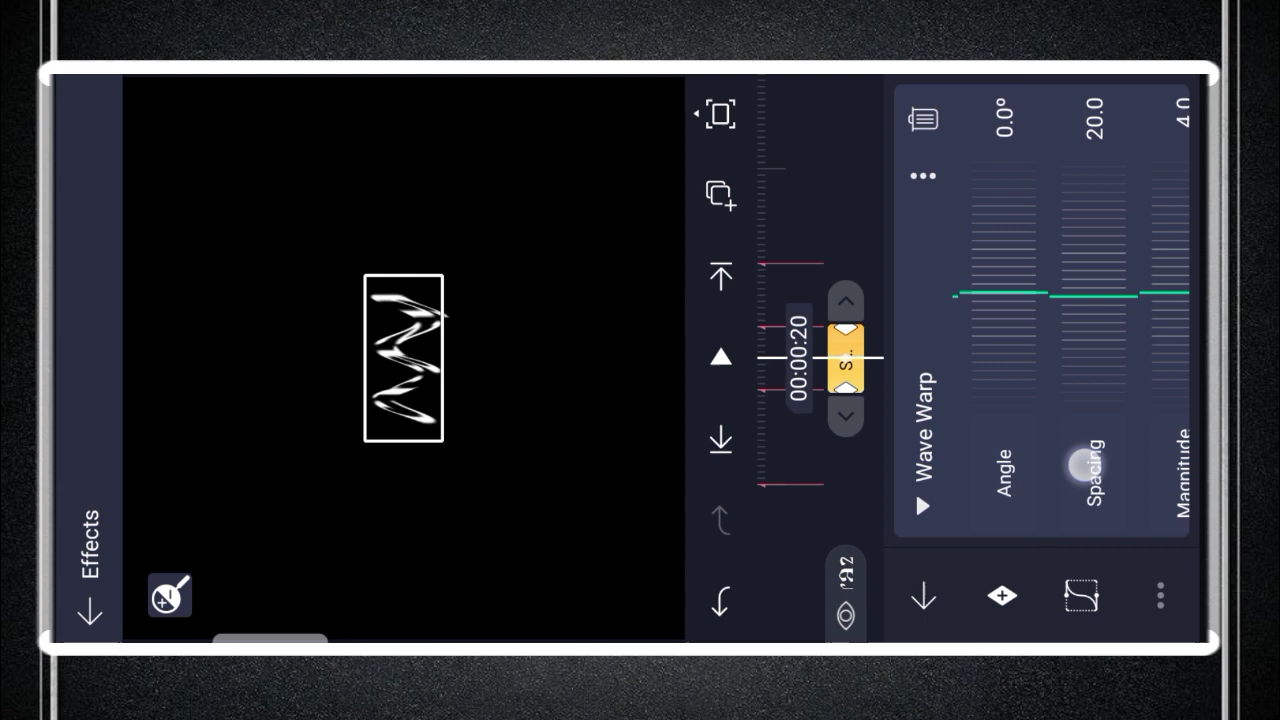 Effects
00:00:20
S..
Wave Warp
Angle
0.0°
Spacing
20.0
Magnitude
4.0